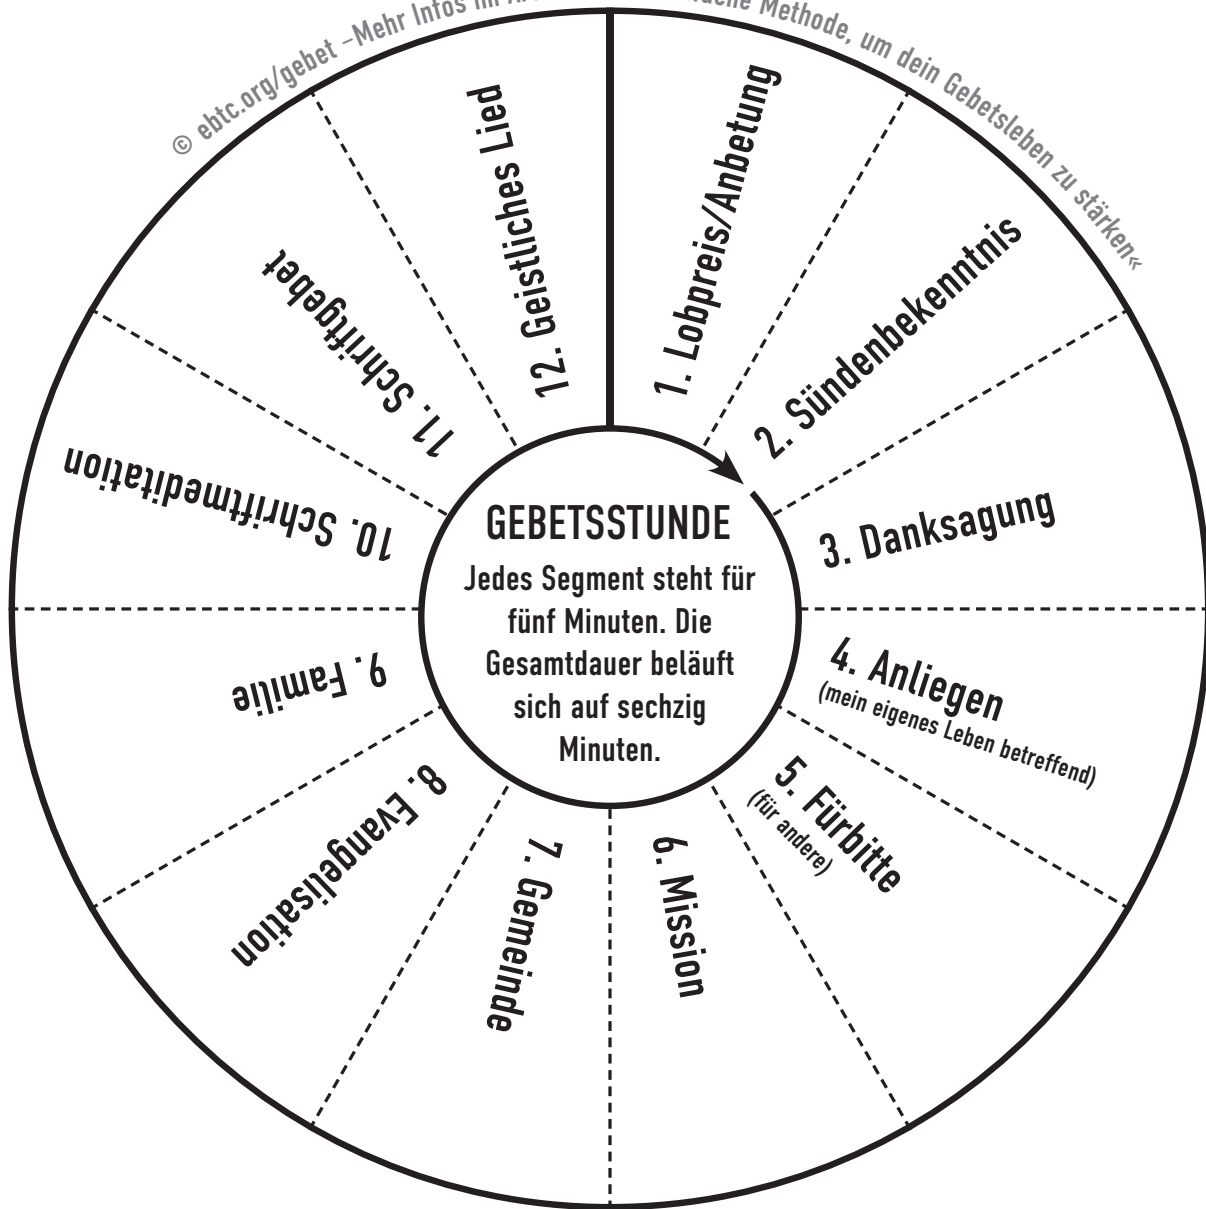 © ebtc.org/gebet –Mehr Infos im Methode, um dein Gebetsleben zu stärken«
1. Lobpreis/Anbetung
2. Sündenbekenntnis
3. Danksagung
4. Anliegen
(mein eigenes Leben betreffend)
5. Fürbitte
(für andere)
6. Mission
7. Gemeinde
8. Evangelisation
9. Familie
10. Schriftmeditation
11. Schriftgebet
12. Geistliches Lied
GEBETSSTUNDE
Jedes Segment steht für
fünf Minuten. Die
Gesamtdauer beläuft
sich auf sechzig
Minuten.